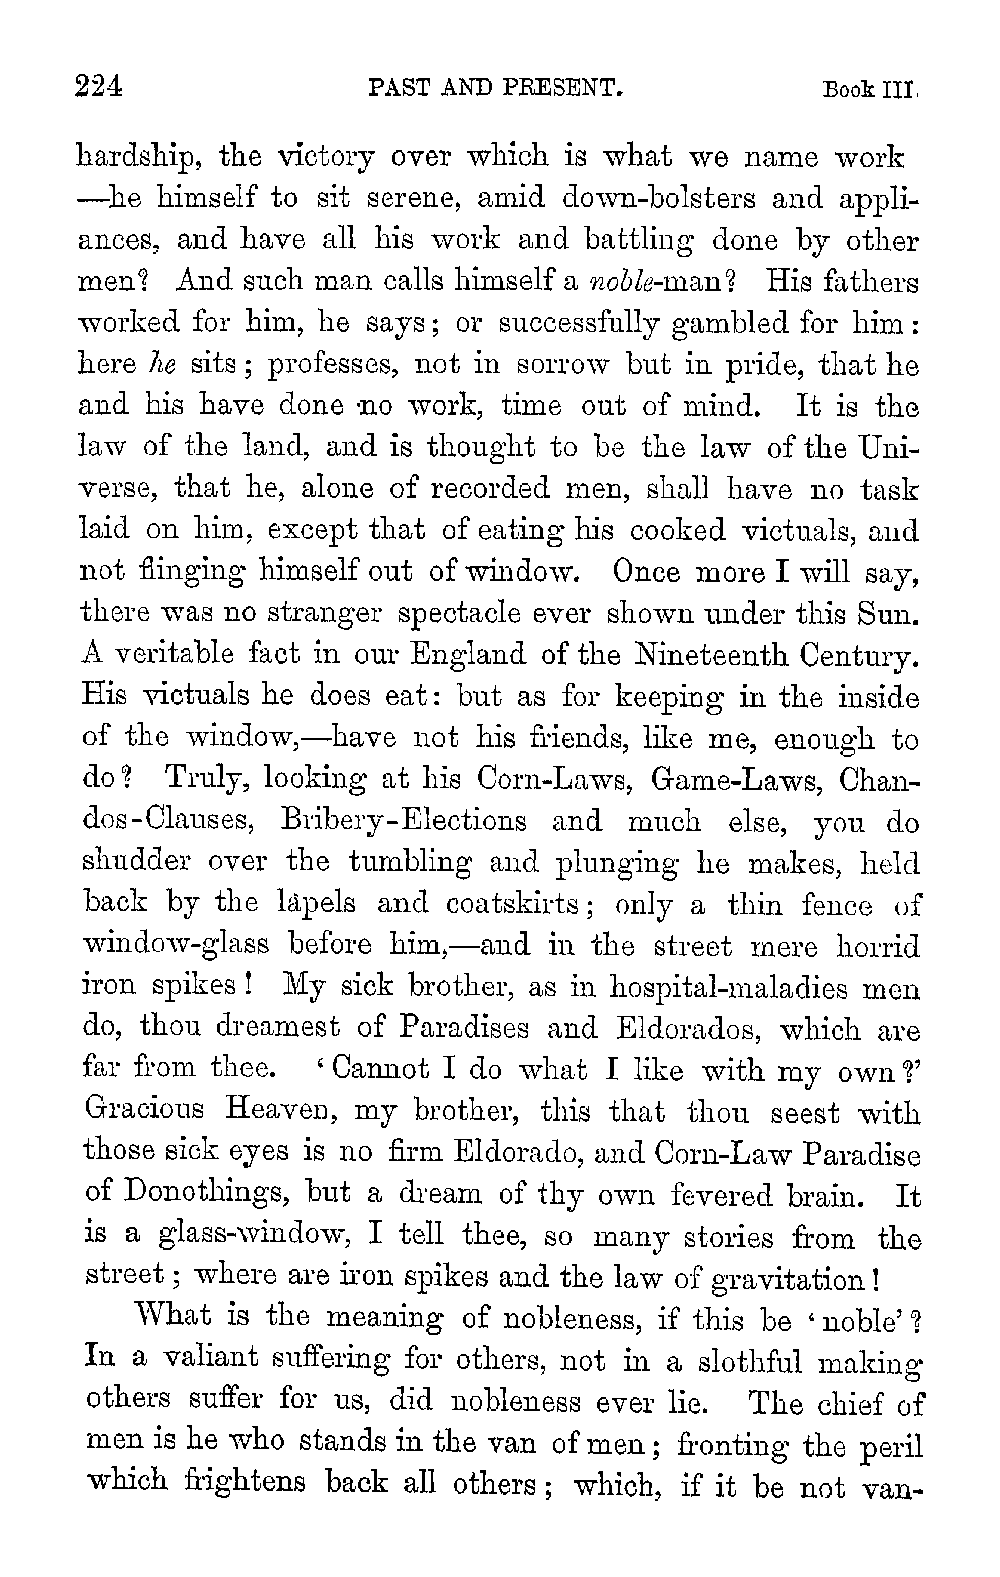 224 PAST AND PRESENT. Book III.
hardship, the victory over which is what we name work
—he himself to sit serene, amid down-bolsters and appli-
ances, and have all his work and battling done by other
men? And such man calls himself a noble-man? His fathers
worked for him, he says; or successfully gambled for him:
here he sits; professes, not in sorrow but in pride, that he
and his have done no work, time out of mind. It is the
law of the land, and is thought to be the law of the Uni-
verse, that he, alone of recorded men, shall have no task
laid on him, except that of eating his cooked victuals, and
not flinging himself out of window. Once more I will say,
there was no stranger spectacle ever shown under this Sun.
A veritable fact in our England of the Nineteenth Century.
His victuals he does eat: but as for keeping in the inside
of the window,—have not his friends, like me, enough to
do? Truly, looking at his Corn-Laws, Game-Laws, Chan-
dos-Clauses, Bribery-Elections and much else, you do
shudder over the tumbling and plunging he makes, held
back by the lapels and coatskirts; only a thin fence of
window-glass before him,—and in the street mere horrid
iron spikes! My sick brother, as in hospital-maladies men
do, thou dreamest of Paradises and Eldorados, which are
far from thee. ‘Cannot I do what I like with my own?’
Gracious Heaven, my brother, this that thou seest with
those sick eyes is no firm Eldorado, and Corn-Law Paradise
of Donothings, but a dream of thy own fevered brain. It
is a glass-window, I tell thee, so many stories from the
street; where are iron spikes and the law of gravitation!
What is the meaning of nobleness, if this be ‘noble’?
In a valiant suffering for others, not in a slothful making
others suffer for us, did nobleness ever lie. The chief of
men is he who stands in the van of men; fronting the peril
which frightens back all others; which, if it be not van-